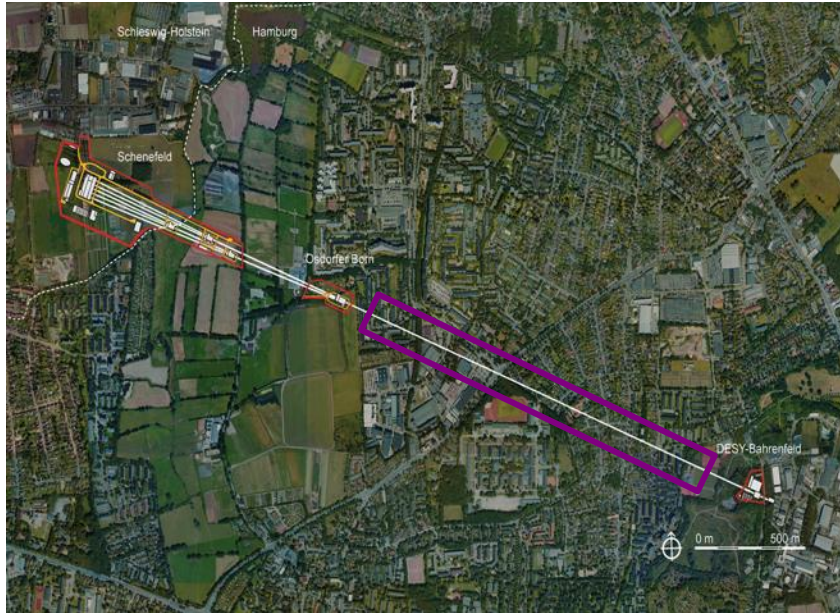 Schleswig-Holstein
Hamburg
Schenefeld
Osdorfer Born
DESY-Bahrenfeld
0 m
500 m